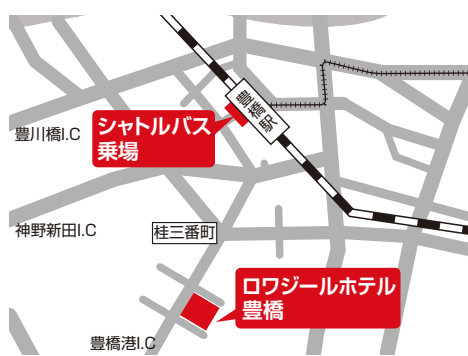 豊橋駅
シャトルバス
乗場
豊川橋I.C
神野新田I.C
桂三番町
ロワジールホテル
豊橋
豊橋港I.C